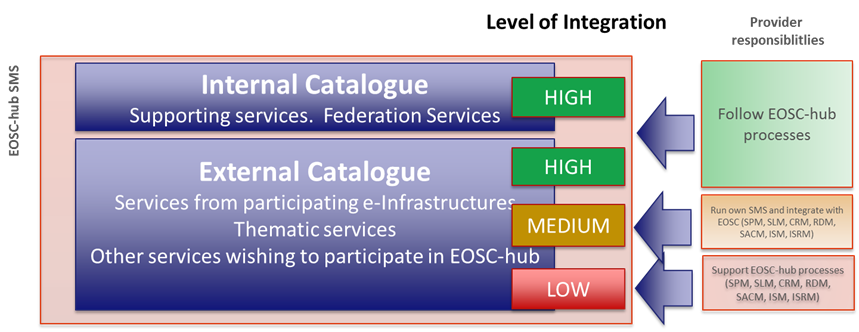 Level of Integration
Provider
responsiblitlies
EOSC-hub SMS
Internal Catalogue
Supporting services. Federation Services
HIGH
External Catalogue
Services from participating e-Infrastructures
Thematic services
Other services wishing to participate in EOSC-hub
HIGH
MEDIUM
LOW
Follow EOSC-hub
processes
Run own SMS and integrate with
EOSC (SPM, SLM, CRM, RDM,
SACM, ISM, ISRM)
Support EOSC-hub processes
(SPM, SLM, CRM, RDM,
SACM, ISM, ISRM)